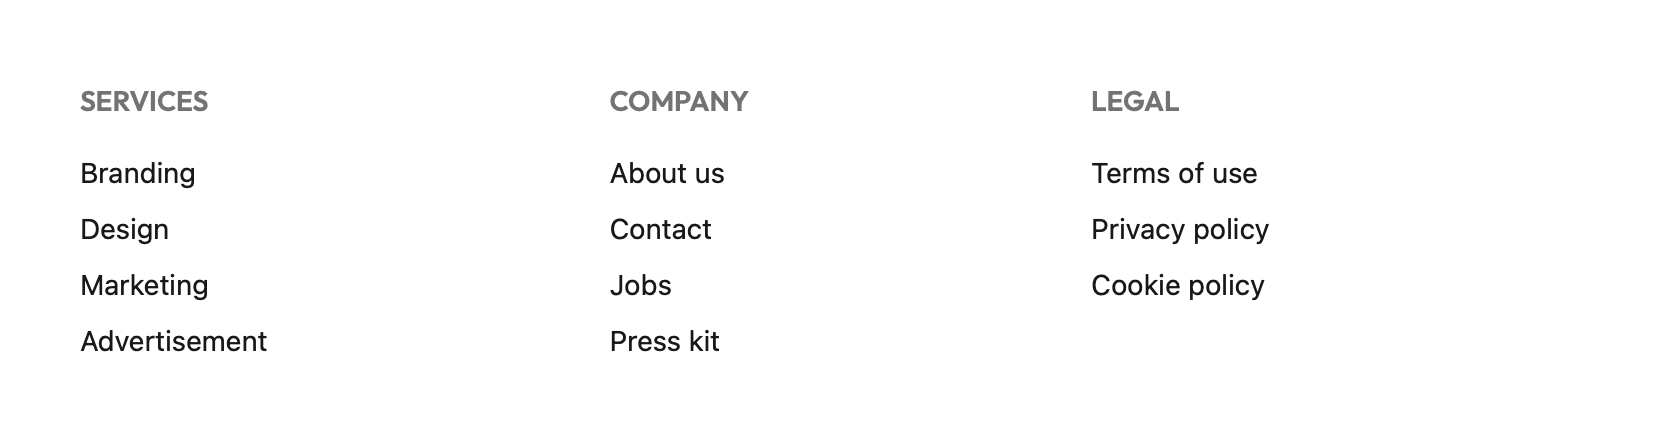 SERVICES
Branding
Design
Marketing
Advertisement
COMPANY
About us
Contact
Jobs
Press kit
LEGAL
Terms of use
Privacy policy
Cookie policy